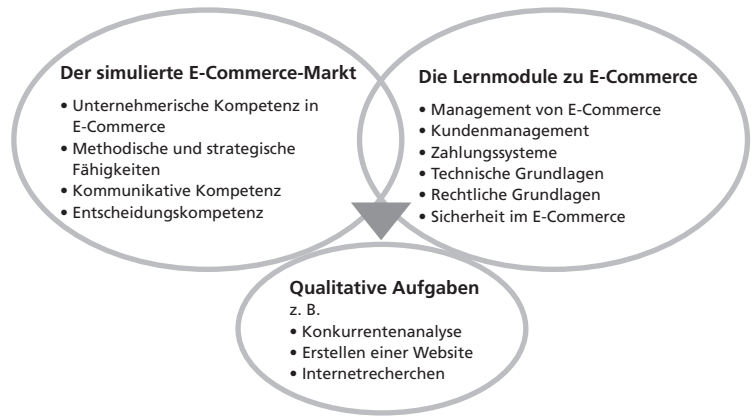 Der simulierte E-Commerce-Markt
• Unternehmerische Kompetenz in
E-Commerce
• Methodische und strategische
Fähigkeiten
• Kommunikative Kompetenz
• Entscheidungskompetenz
Die Lernmodule zu E-Commerce
• Management von E-Commerce
• Kundenmanagement
• Zahlungssysteme
• Technische Grundlagen
• Rechtliche Grundlagen
• Sicherheit im E-Commerce
Qualitative Aufgaben
z. B.
• Konkurrentenanalyse
• Erstellen einer Website
• Internetrecherchen